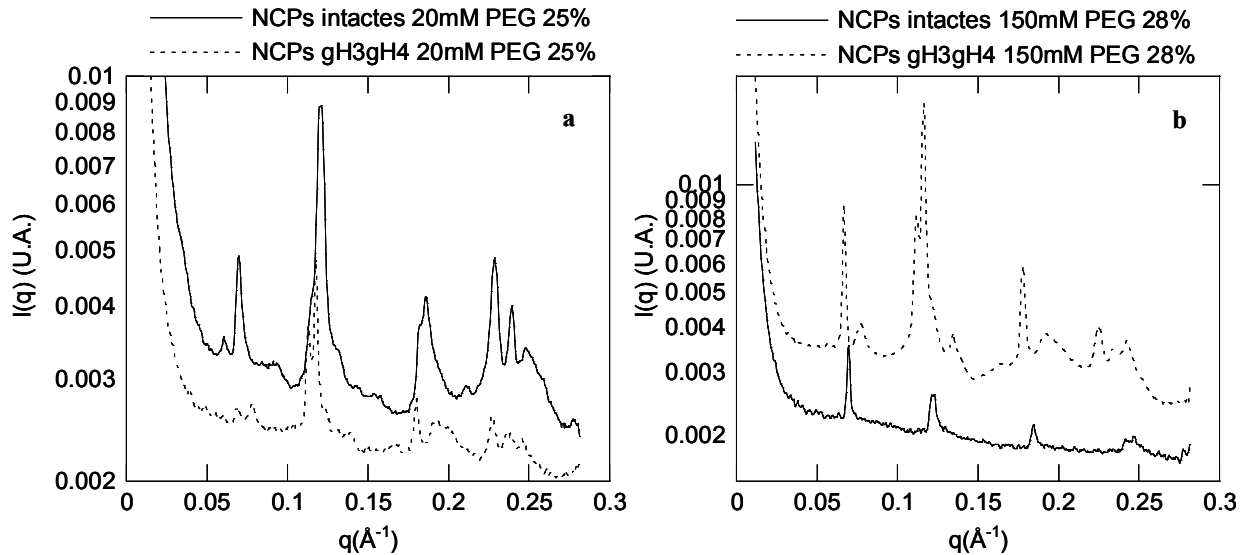 NCPs intactes 20mM PEG 25%
NCPs gH3gH4 20mM PEG 25%
a
0.01
0.009
0.008
0.007
0.006
0.005
0.004
0.003
0.002
I(q) (U.A.)
0 0.05 0.1 0.15 0.2 0.25 0.3
q(Å-1)
NCPs intactes 150mM PEG 28%
NCPs gH3gH4 150mM PEG 28%
b
0.01
0.009
0.008
0.007
0.006
0.005
0.004
0.003
0.002
I(q) (U.A.)
0 0.05 0.1 0.15 0.2 0.25 0.3
q(Å-1)